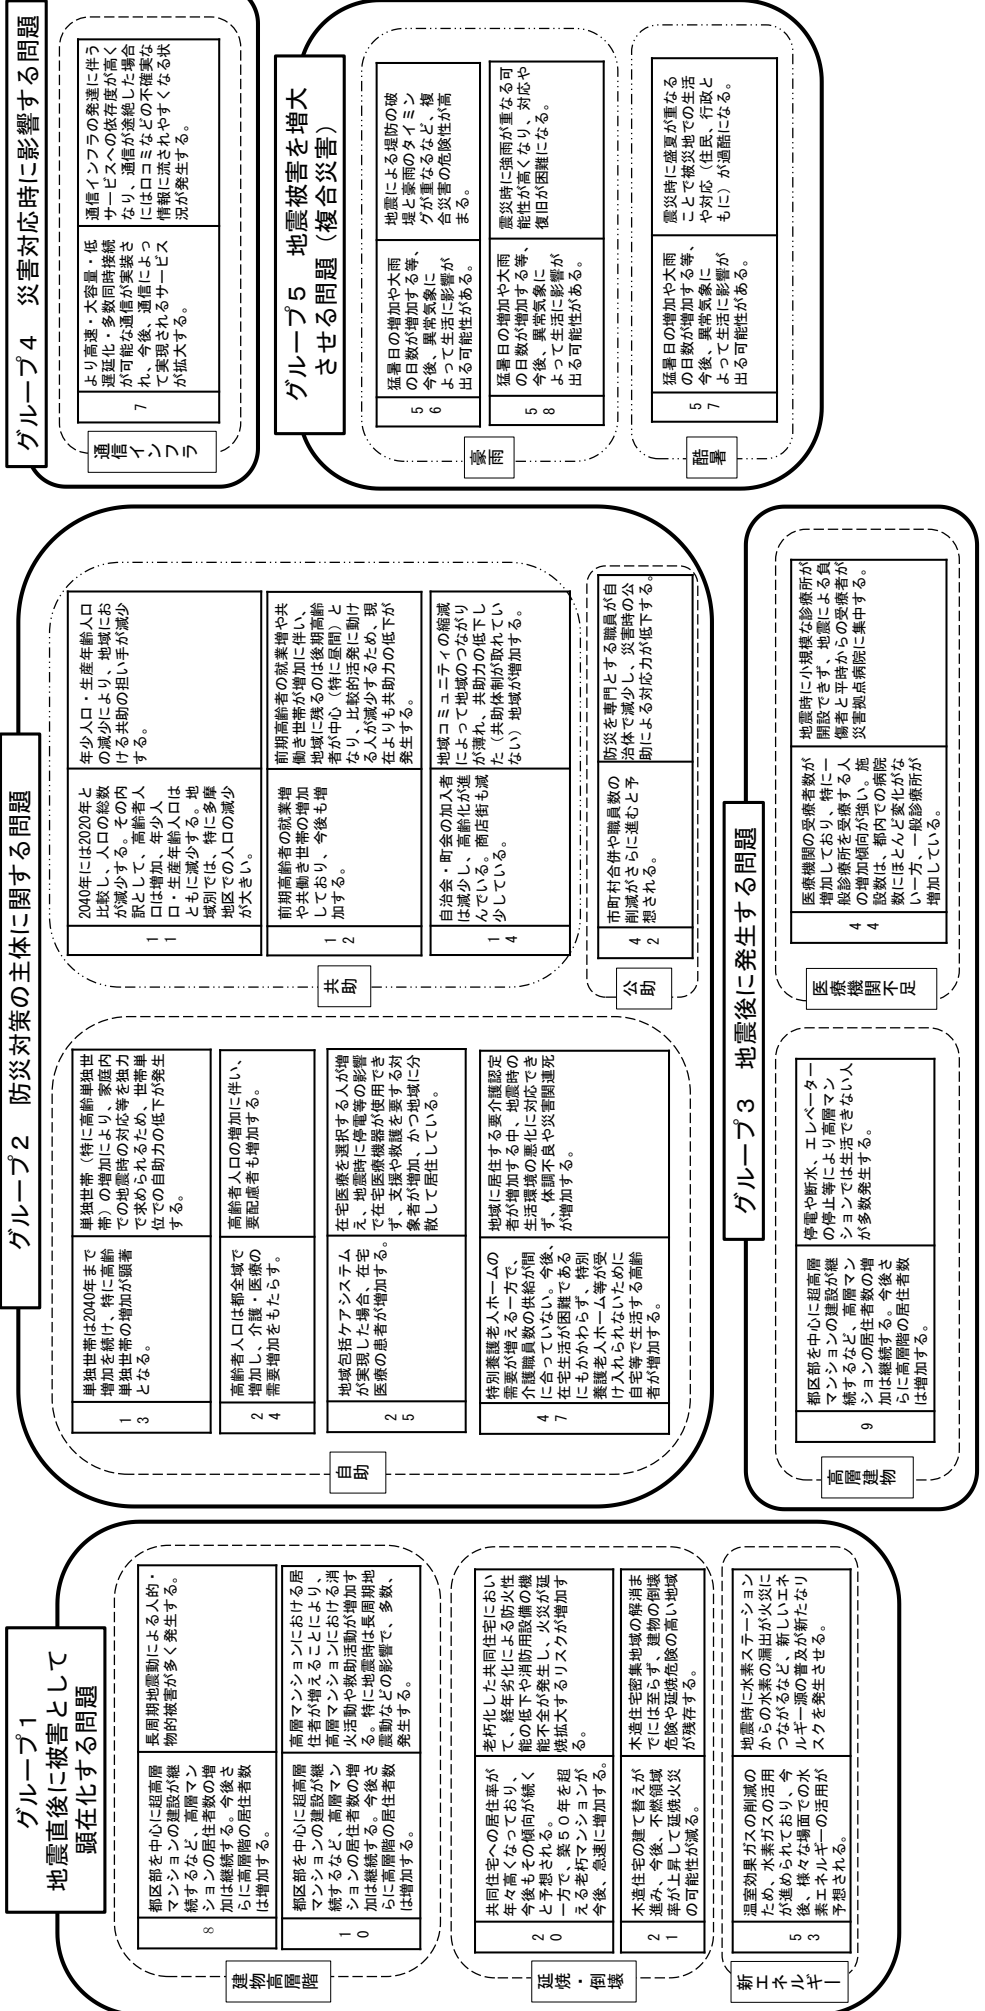 グループ1
地震直後に被害として
顕在化する問題
建物高層階
8
都区部を中心に超高層
マンションの建設が継
続するなど、高層マン
ションの居住者数の増
加は継続する。今後さ
らに高層階の居住者数
は増加する。
長周期地震動による人的・
物的被害が多く発生する。
10
都区部を中心に超高層
マンションの建設が継
続するなど、高層マン
ションの居住者数の増
加は継続する。今後さ
らに高層階の居住者数
は増加する。
高層マンションにおける居
住者が増えることにより、
高層マンションにおける消
火活動や救助活動が増加す
る。特に地震時は長周期地
震動などの影響で、多数、
発生する。
延焼・倒壊
20
共同住宅への居住率が
年々高くなっており、
今後もその傾向が続く
と予想される。
一方で、築50年を超
える老朽マンションが
今後、急速に増加する。
老朽化した共同住宅におい
て、経年劣化による防火性
能の低下や消防用設備の機
能不全が発生し、火災が延
焼拡大するリスクが増加す
る。
21
木造住宅の建て替えが
進み、今後、不燃領域
率が上昇して延焼火災
の可能性が減る。
木造住宅密集地域の解消ま
でには至らず、建物の倒壊
危険や延焼危険の高い地域
が残存する。
新エネルギー
53
温室効果ガスの削減の
ため、水素ガスの活用
が進められており、今
後、様々な場面での水
素エネルギーの活用が
予想される。
地震時に水素ステーション
からの水素の漏出が火災に
つながるなど、新しいエネ
ルギー源の普及が新たなリ
スクを発生させる。
グループ2 防災対策の主体に関する問題
自助
13
単独世帯は2040年まで
増加を続け、特に高齢
単独世帯の増加が顕著
となる。
単独世帯（特に高齢単独世
帯）の増加により、家庭内
での地震時の対応等を独力
で求められるため、世帯単
位での自助力の低下が発生
する。
24
高齢者人口は都全域で
増加し、介護・医療の
需要増加をもたらす。
高齢者人口の増加に伴い、
要配慮者も増加する。
25
地域包括ケアシステム
が実現した場合、在宅
医療の患者が増加する。
在宅医療を選択する人が増
え、地震時に停電等の影響
で在宅医療機器が使用でき
ず、支援や救護を要する対
象者が増加、かつ地域に分
散して居住している。
47
特別養護老人ホームの
需要が増える一方で、
介護職員数の供給が間
に合っていない。今後、
在宅生活が困難である
にもかかわらず、特別
養護老人ホーム等が受
け入れられないために
自宅等で生活する高齢
者が増加する。
地域に居住する要介護認定
者が増加する中、地震時の
生活環境の悪化に対応でき
ず、体調不良や災害関連死
が増加する。
共助
11
2040年には2020年と
比較し、人口の総数
が減少する。その内
訳として、高齢者人
口は増加、年少人
口・生産年齢人口は
ともに減少する。地
域別では、特に多摩
地区での人口の減少
が大きい。
年少人口・生産年齢人口
の減少により、地域にお
ける共助の担い手が減少
する。
12
前期高齢者の就業増
や共働き世帯の増加
しており、今後も増
加する。
前期高齢者の就業増や共
働き世帯が増加に伴い、
地域に残るのは後期高齢
者が中心（特に昼間）と
なり、比較的活発に動け
る人が減少するため、現
在よりも共助力の低下が
発生する。
14
自治会・町会の加入者
は減少し、高齢化が進
んでいる。商店街も減
少している。
地域コミュニティの縮減
によって地域のつながり
が薄れ、共助力の低下し
た（共助体制が取れてい
ない）地域が増加する。
公助
42
市町村合併や職員数の
削減がさらに進むと予
想される。
防災を専門とする職員が自
治体で減少し、災害時の公
助による対応力が低下する。
グループ3 地震後に発生する問題
高層建物
9
都区部を中心に超高層
マンションの建設が継
続するなど、高層マン
ションの居住者数の増
加は継続する。今後さ
らに高層階の居住者数
は増加する。
停電や断水、エレベーター
の停止等により高層マン
ションでは生活できない人
が多数発生する。
医療機関不足
44
医療機関の受療者数が
増加しており、特に一
般診療所を受療する人
の増加傾向が強い。施
設数は、都内での病院
数にほとんど変化がな
い一方、一般診療所が
増加している。
地震時に小規模な診療所が
開設できず、地震による負
傷者と平時からの受療者が
災害拠点病院に集中する。
グループ4 災害対応時に影響する問題
通信インフラ
7
より高速・大容量・低
遅延化・多数同時接続
が可能な通信が実装さ
れ、今後、通信によっ
て実現されるサービス
が拡大する。
通信インフラの発達に伴う
サービスへの依存度が高く
なり、通信が途絶した場合
には口コミなどの不確実な
情報に流されやすくなる状
況が発生する。
グループ5 地震被害を増大
させる問題（複合災害）
豪雨
56
猛暑日の増加や大雨
の日数が増加する等、
今後、異常気象に
よって生活に影響が
出る可能性がある。
地震による堤防の破
堤と豪雨のタイミン
グが重なるなど、複
合災害の危険性が高
まる。
58
猛暑日の増加や大雨
の日数が増加する等、
今後、異常気象に
よって生活に影響が
出る可能性がある。
震災時に強雨が重なる可
能性が高くなり、対応や
復旧が困難になる。
酷暑
57
猛暑日の増加や大雨
の日数が増加する等、
今後、異常気象に
よって生活に影響が
出る可能性がある。
震災時に盛夏が重なる
ことで被災地での生活
や対応（住民、行政と
もに）が過酷になる。